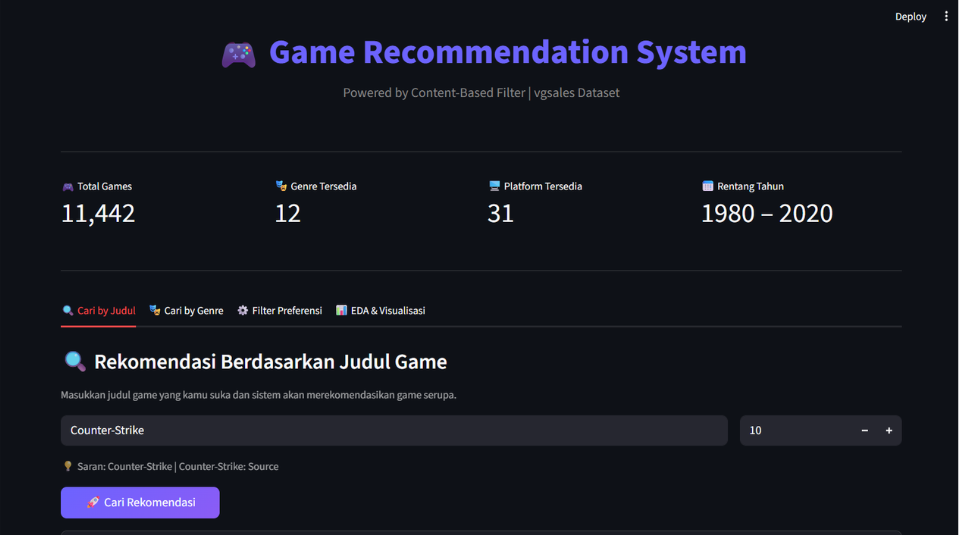 Deploy
Game Recommendation System
Powered by Content-Based Filter | vgsales Dataset
Total Games
Genre Tersedia
Platform Tersedia
Rentang Tahun
11,442
12
31
1980 – 2020
Cari by Judul
Cari by Genre
Filter Preferensi
EDA & Visualisasi
Rekomendasi Berdasarkan Judul Game
Masukkan judul game yang kamu suka dan sistem akan merekomendasikan game serupa.
Counter-Strike
10
Saran: Counter-Strike | Counter-Strike: Source
Cari Rekomendasi